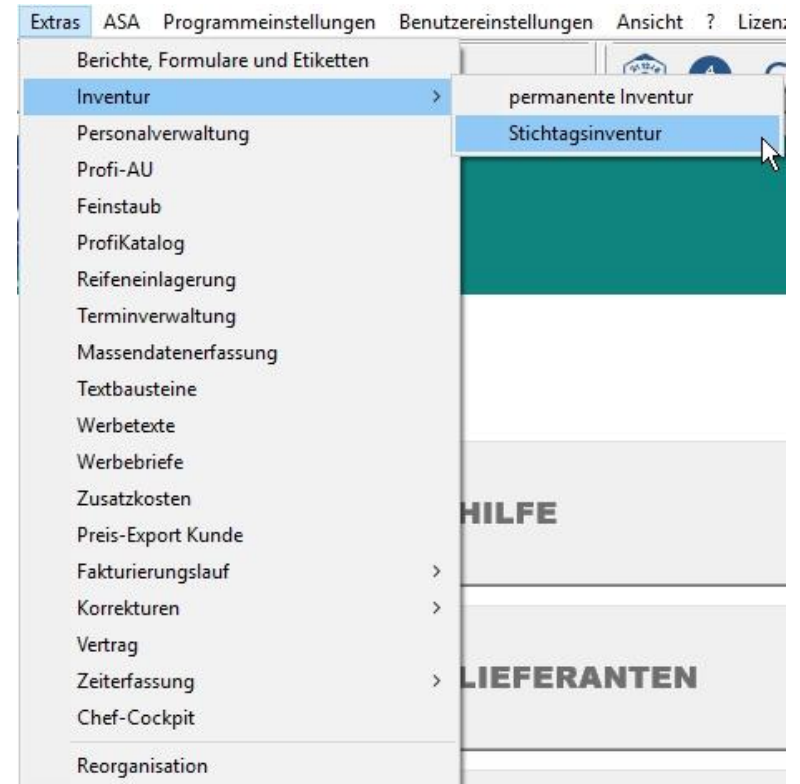 Extras ASA Programmeinstellungen Benutzereinstellungen Ansicht ?
Berichte, Formulare und Etiketten
Inventur
permanente Inventur
Personalverwaltung
Stichtagsinventur
Profi-AU
Feinstaub
ProfiKatalog
Reifeneinlagerung
Terminverwaltung
Massendatenerfassung
Textbausteine
Werbetexte
Werbebriefe
Zusatzkosten
HILFE
Preis-Export Kunde
Fakturierungslauf
Korrekturen
Vertrag
Zeiterfassung
LIEFERANTEN
Chef-Cockpit
Reorganisation